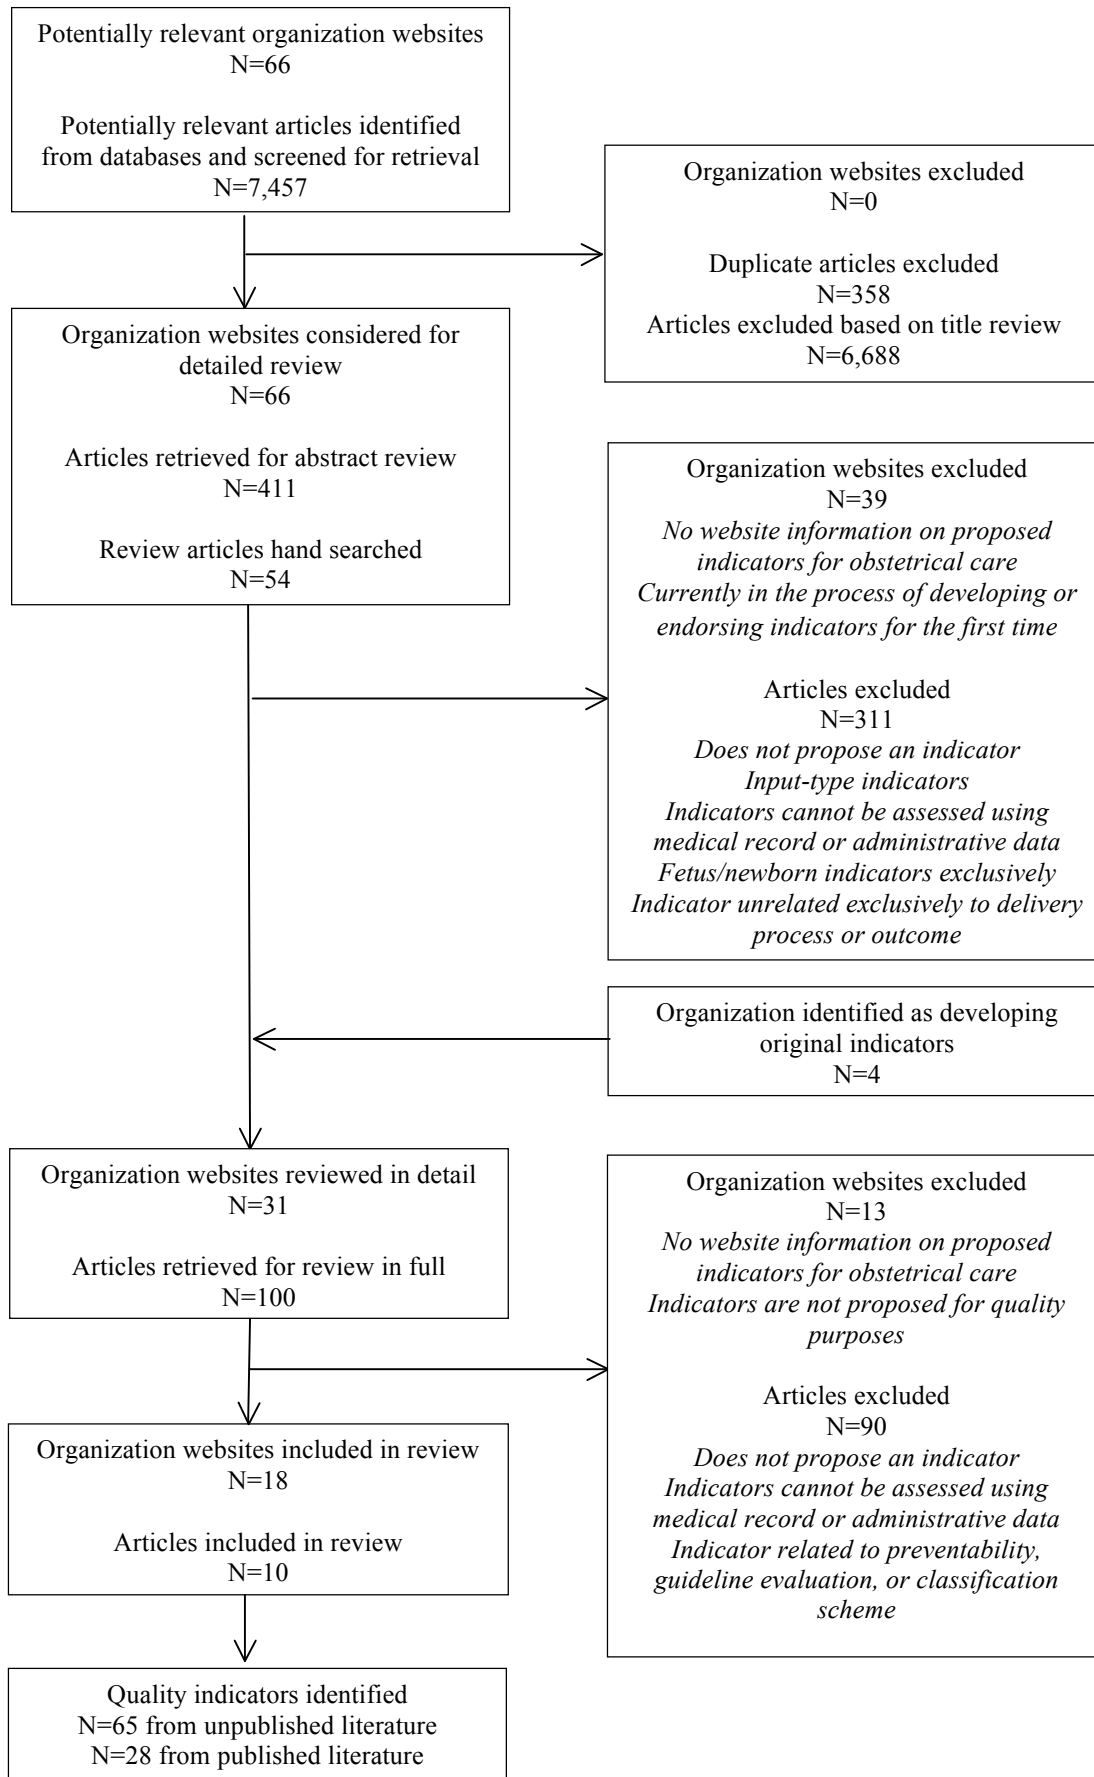 Potentially relevant organization websites
N=66
Potentially relevant articles identified
from databases and screened for retrieval
N=7,457
Organization websites excluded
N=0
Duplicate articles excluded
N=358
Articles excluded based on title review
N=6,688
Organization websites considered for
detailed review
N=66
Articles retrieved for abstract review
N=411
Review articles hand searched
N=54
Organization websites excluded
N=39
No website information on proposed
indicators for obstetrical care
Currently in the process of developing or
endorsing indicators for the first time
Articles excluded
N=311
Does not propose an indicator
Input-type indicators
Indicators cannot be assessed using
medical record or administrative data
Fetus/newborn indicators exclusively
Indicator unrelated exclusively to delivery
process or outcome
Organization identified as developing
original indicators
N=4
Organization websites reviewed in detail
N=31
Articles retrieved for review in full
N=100
Organization websites excluded
N=13
No website information on proposed
indicators for obstetrical care
Indicators are not proposed for quality
purposes
Articles excluded
N=90
Does not propose an indicator
Indicators cannot be assessed using
medical record or administrative data
Indicator related to preventability,
guideline evaluation, or classification
scheme
Organization websites included in review
N=18
Articles included in review
N=10
Quality indicators identified
N=65 from unpublished literature
N=28 from published literature